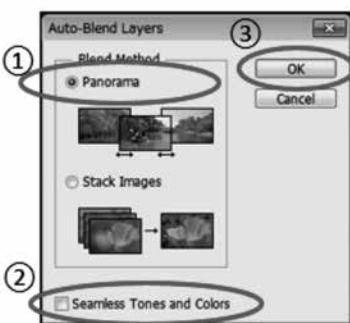 Auto-Blend Layers
③
①
Blend Method
Panorama
OK
Cancel
Stack Images
②
Seamless Tones and Colors